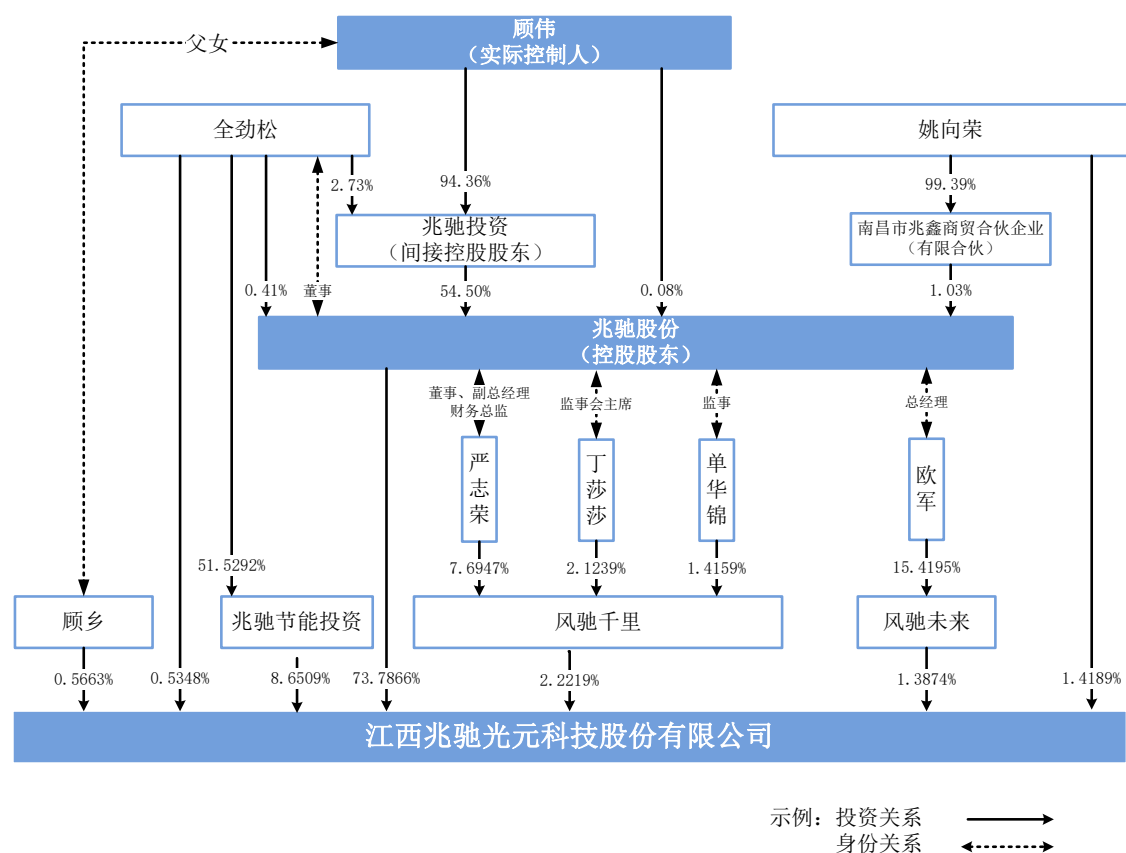 顾伟
（实际控制人）
父女
全劲松
姚向荣
2.73%
94.36%
99.39%
兆驰投资
（间接控股股东）
南昌市兆鑫商贸合伙企业
（有限合伙）
0.41%
董事
54.50%
0.08%
1.03%
兆驰股份
（控股股东）
董事、副总经理
财务总监
监事会主席
监事
总经理
严志荣
丁莎莎
单华锦
欧军
51.5292%
7.6947%
2.1239%
1.4159%
15.4195%
顾乡
兆驰节能投资
风驰千里
风驰未来
0.5663%
0.5348%
8.6509%
73.7866%
2.2219%
1.3874%
1.4189%
江西兆驰光元科技股份有限公司
示例：投资关系
身份关系